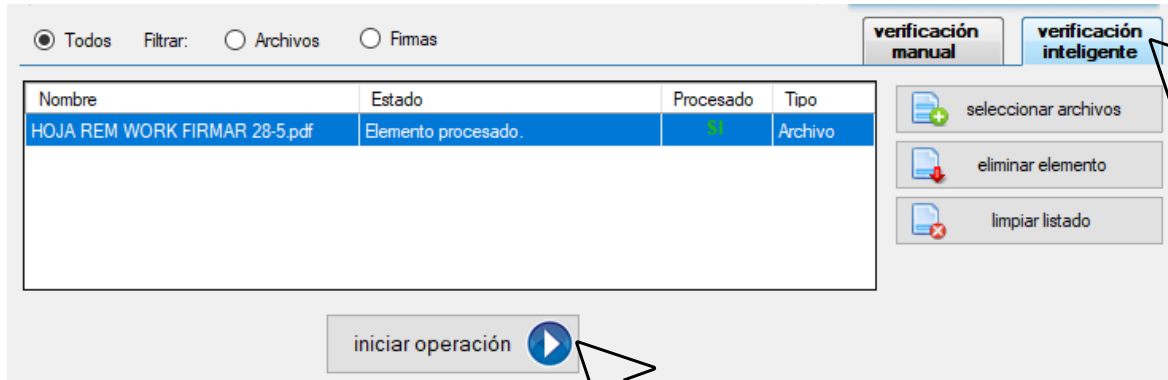 Todos Filtrar: Archivos Firmas
verificación
manual
verificación
inteligente
Nombre Estado Procesado Tipo
HOJA REM WORK FIRMAR 28-5.pdf Elemento procesado. SI Archivo
seleccionar archivos
eliminar elemento
limpiar listado
iniciar operación